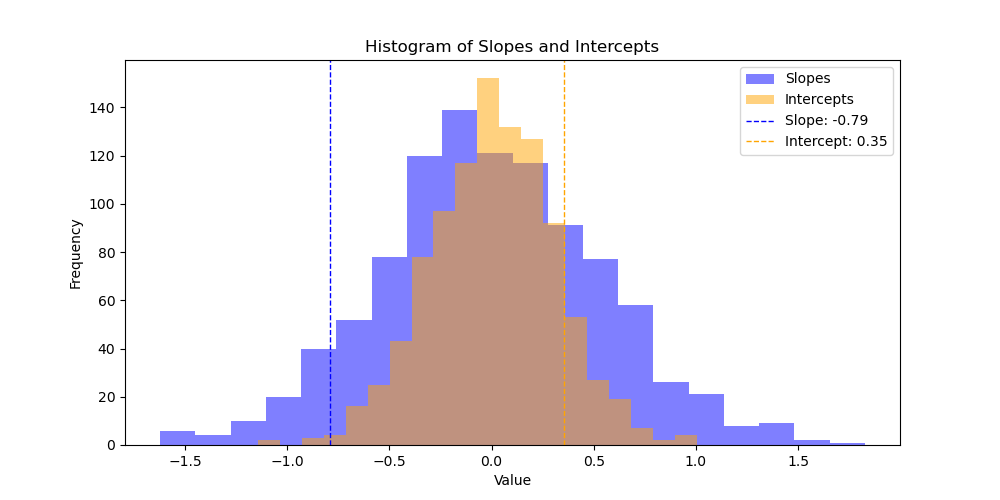 Histogram of Slopes and Intercepts
Slopes
Intercepts
Slope: -0.79
Intercept: 0.35
Frequency
140
120
100
80
60
40
20
0
−1.5
−1.0
−0.5
0.0
0.5
1.0
1.5
Value